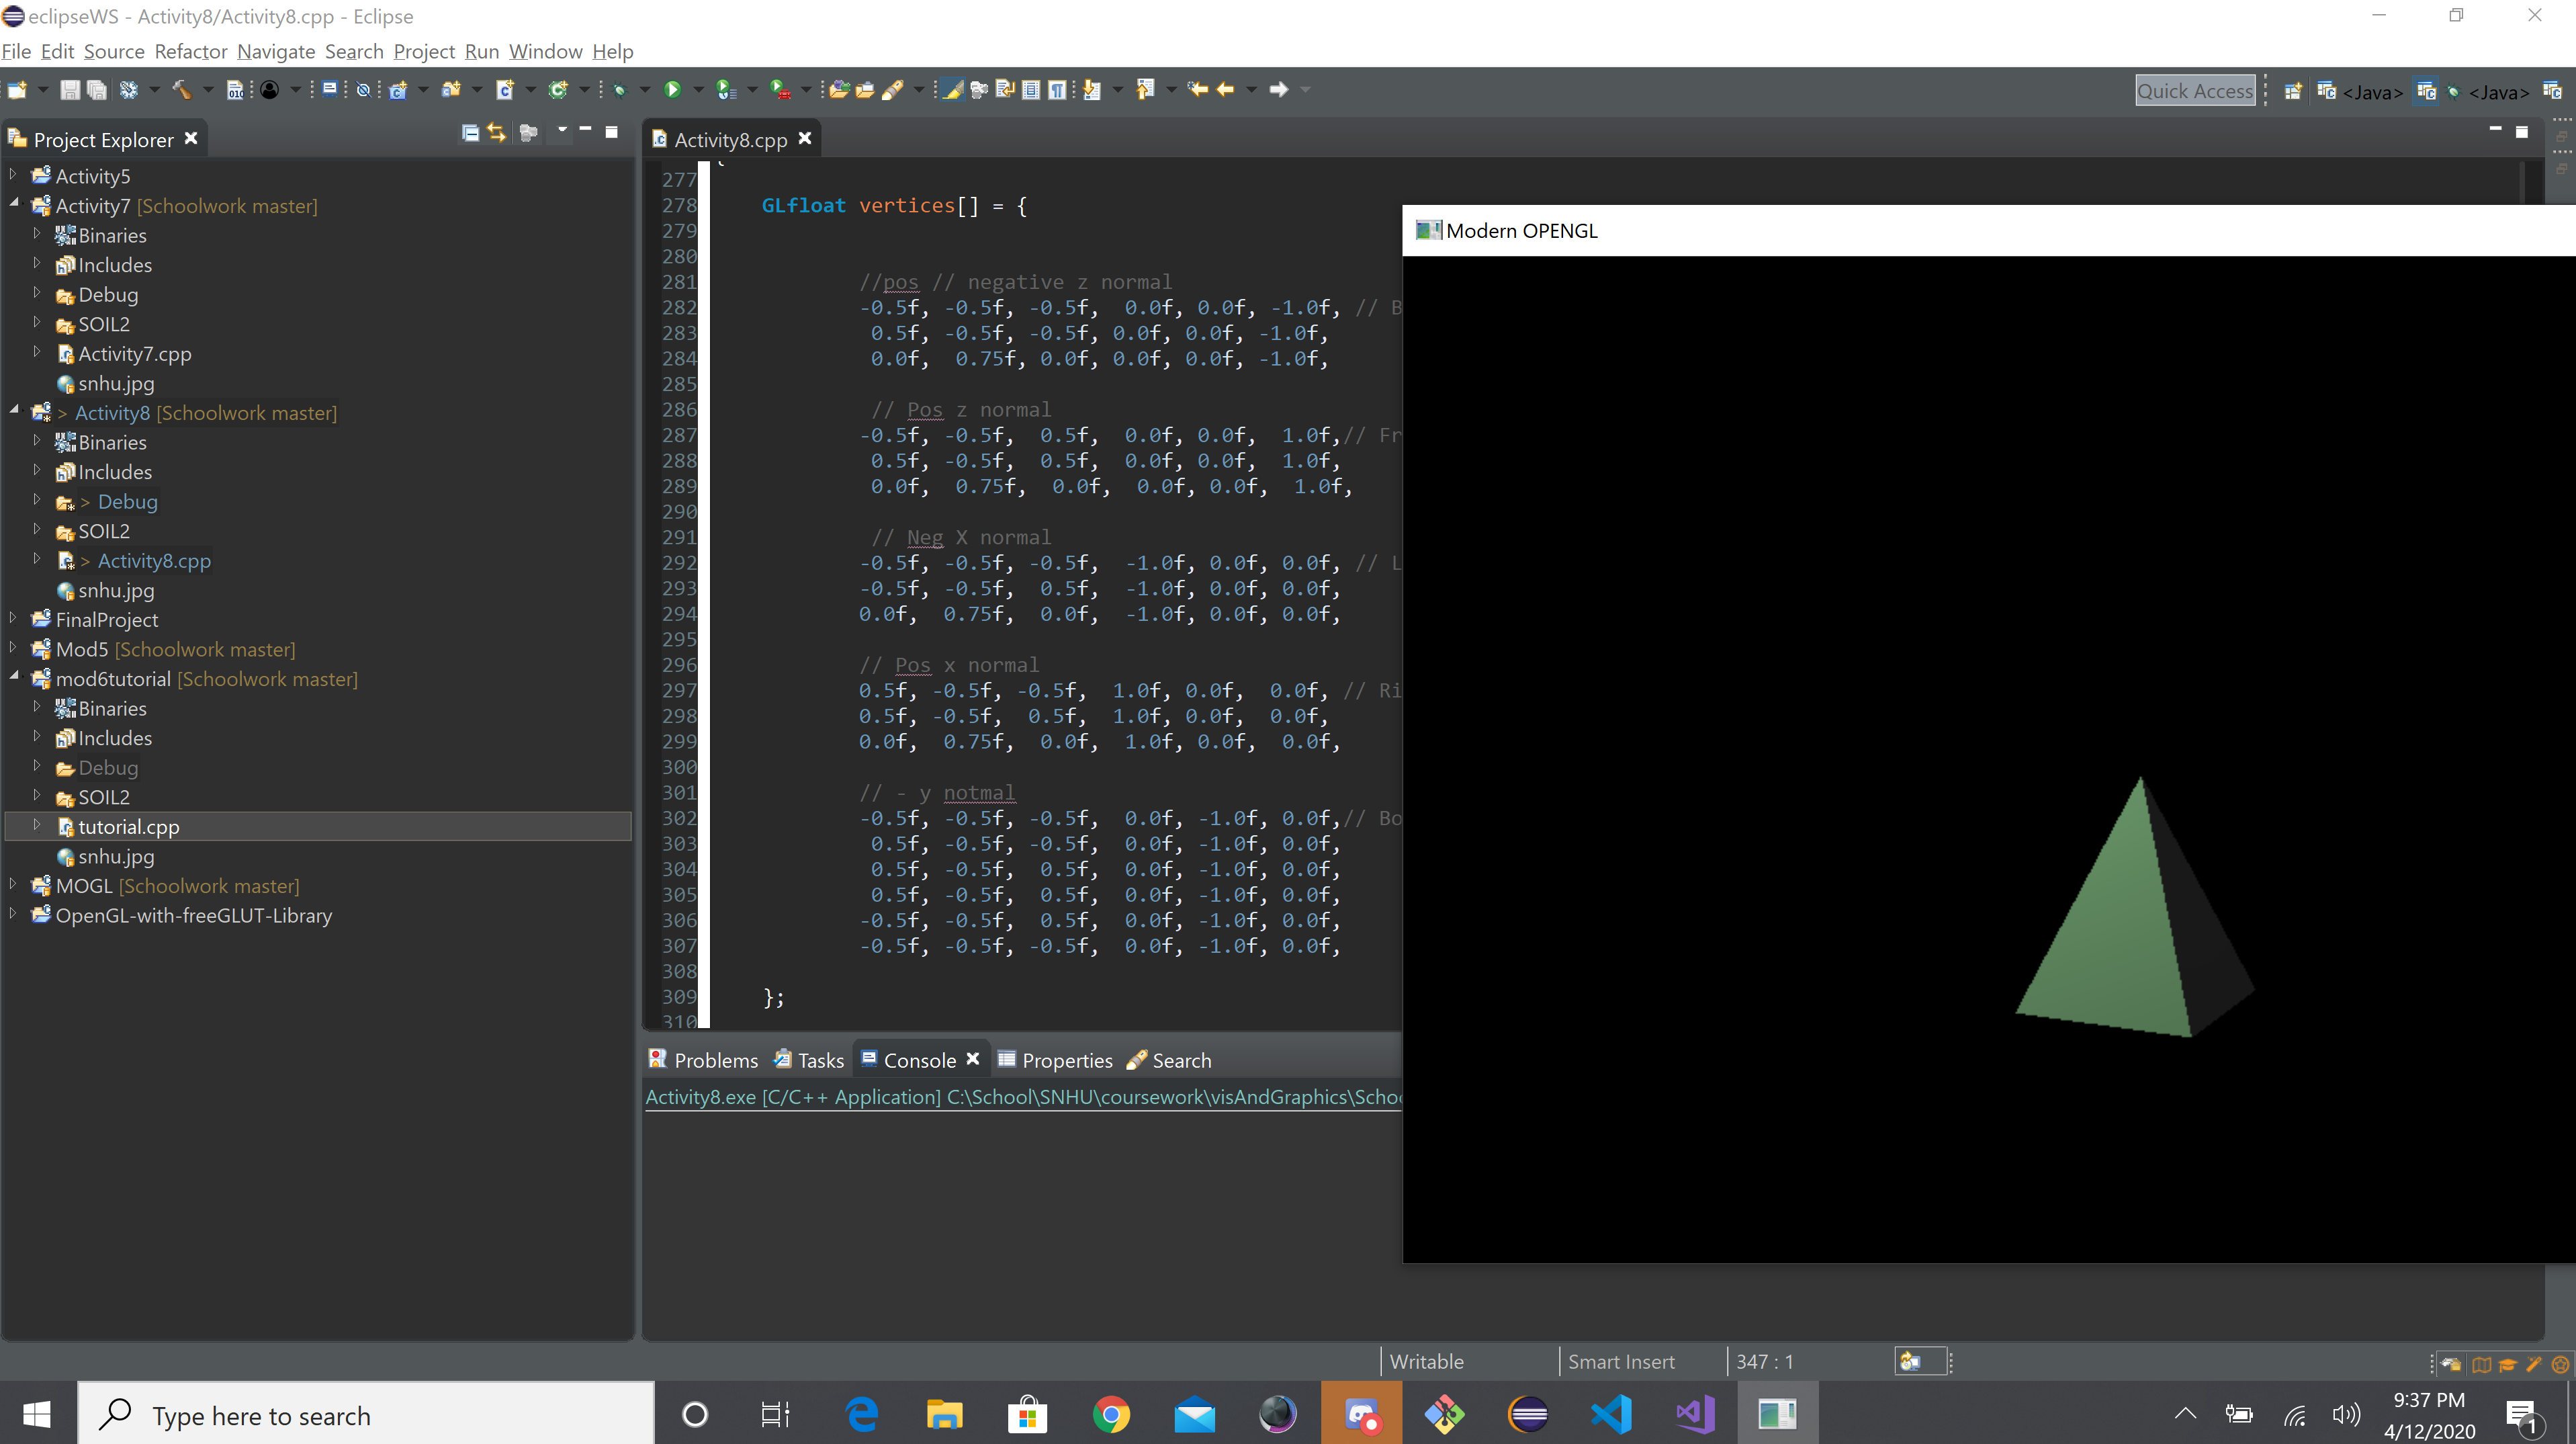 eclipseWS - Activity8/Activity8.cpp - Eclipse
File Edit Source Refactor Navigate Search Project Run Window Help
Quick Access <Java> <Java>
Project Explorer
Activity5
Activity7 [Schoolwork master]
Binaries
Includes
Debug
SOIL2
Activity7.cpp
snhu.jpg
> Activity8 [Schoolwork master]
Binaries
Includes
> Debug
SOIL2
> Activity8.cpp
snhu.jpg
FinalProject
Mod5 [Schoolwork master]
mod6tutorial [Schoolwork master]
Binaries
Includes
Debug
SOIL2
tutorial.cpp
snhu.jpg
MOGL [Schoolwork master]
OpenGL-with-freeGLUT-Library
Activity8.cpp
277
278 GLfloat vertices[] = {
279
280
281 //pos // negative z normal
282 -0.5f, -0.5f, -0.5f, 0.0f, 0.0f, -1.0f, // B
283 0.5f, -0.5f, -0.5f, 0.0f, 0.0f, -1.0f,
284 0.0f, 0.75f, 0.0f, 0.0f, 0.0f, -1.0f,
285
286 // Pos z normal
287 -0.5f, -0.5f, 0.5f, 0.0f, 0.0f, 1.0f,// Fr
288 0.5f, -0.5f, 0.5f, 0.0f, 0.0f, 1.0f,
289 0.0f, 0.75f, 0.0f, 0.0f, 0.0f, 1.0f,
290
291 // Neg X normal
292 -0.5f, -0.5f, -0.5f, -1.0f, 0.0f, 0.0f, // L
293 -0.5f, -0.5f, 0.5f, -1.0f, 0.0f, 0.0f,
294 0.0f, 0.75f, 0.0f, -1.0f, 0.0f, 0.0f,
295
296 // Pos x normal
297 0.5f, -0.5f, -0.5f, 1.0f, 0.0f, 0.0f, // Ri
298 0.5f, -0.5f, 0.5f, 1.0f, 0.0f, 0.0f,
299 0.0f, 0.75f, 0.0f, 1.0f, 0.0f, 0.0f,
300
301 // - y notmal
302 -0.5f, -0.5f, -0.5f, 0.0f, -1.0f, 0.0f,// Bo
303 0.5f, -0.5f, -0.5f, 0.0f, -1.0f, 0.0f,
304 0.5f, -0.5f, 0.5f, 0.0f, -1.0f, 0.0f,
305 0.5f, -0.5f, 0.5f, 0.0f, -1.0f, 0.0f,
306 -0.5f, -0.5f, 0.5f, 0.0f, -1.0f, 0.0f,
307 -0.5f, -0.5f, -0.5f, 0.0f, -1.0f, 0.0f,
308
309 };
310
Modern OPENGL
Problems Tasks Console Properties Search
Activity8.exe [C/C++ Application] C:\School\SNHU\coursework\visAndGraphics\Schoo
Writable Smart Insert 347 : 1
Type here to search
9:37 PM
4/12/2020
1